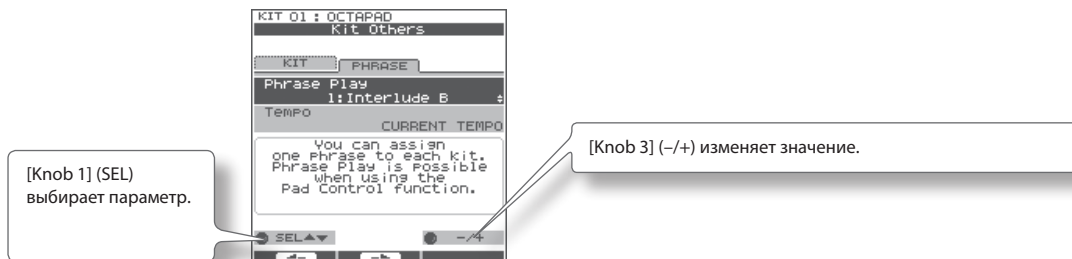 KIT 01 : OCTAPAD
Kit Others
KIT
PHRASE
Phrase Play
1:Interlude B
Tempo
CURRENT TEMPO
You can assign
one phrase to each kit.
Phrase Play is possible
when using the
Pad Control function.
SEL▲▼
–/+
[Knob 1] (SEL)
выбирает параметр.
[Knob 3] (–/+) изменяет значение.